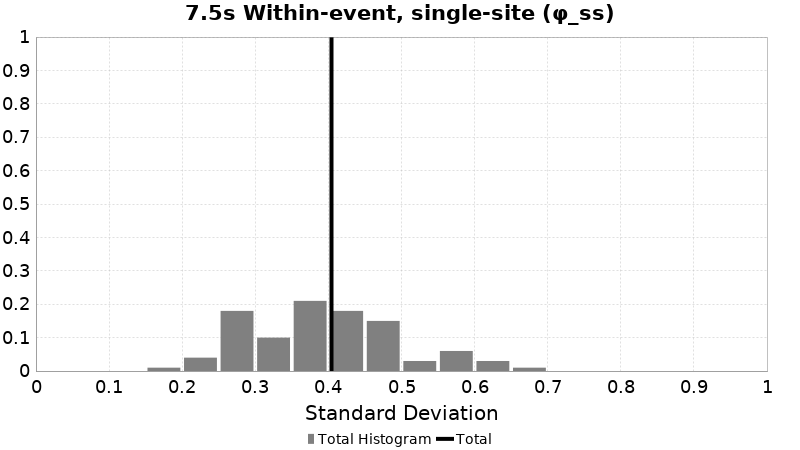 7.5s Within-event, single-site (φ_ss)
1
0.9
0.8
0.7
0.6
0.5
0.4
0.3
0.2
0.1
0
0 0.1 0.2 0.3 0.4 0.5 0.6 0.7 0.8 0.9 1
Standard Deviation
Total Histogram Total